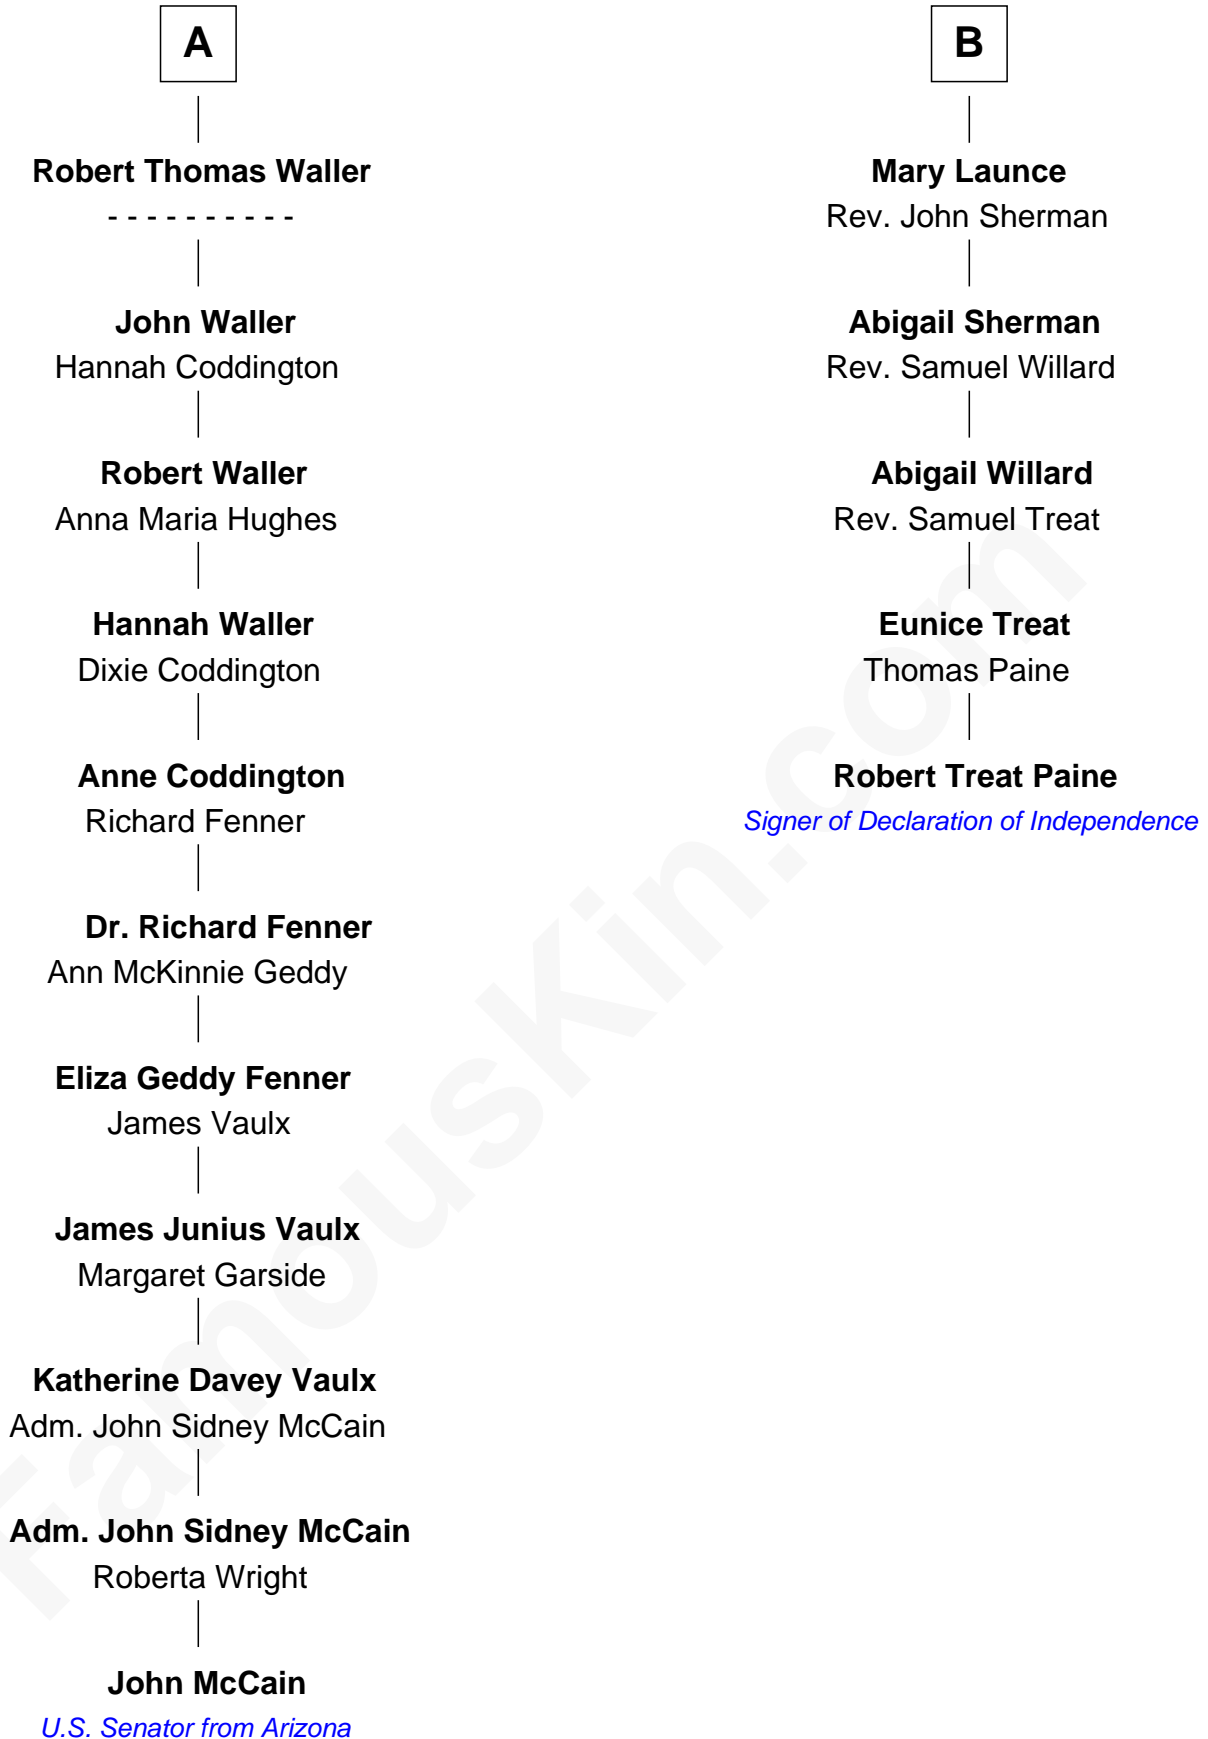 A
Robert Thomas Waller
- - - - - - - - - -
John Waller
Hannah Coddington
Robert Waller
Anna Maria Hughes
Hannah Waller
Dixie Coddington
Anne Coddington
Richard Fenner
Dr. Richard Fenner
Ann McKinnie Geddy
Eliza Geddy Fenner
James Vaulx
James Junius Vaulx
Margaret Garside
Katherine Davey Vaulx
Adm. John Sidney McCain
Adm. John Sidney McCain
Roberta Wright
John McCain
U.S. Senator from Arizona
B
Mary Launce
Rev. John Sherman
Abigail Sherman
Rev. Samuel Willard
Abigail Willard
Rev. Samuel Treat
Eunice Treat
Thomas Paine
Robert Treat Paine
Signer of Declaration of Independence
FamousKin.com